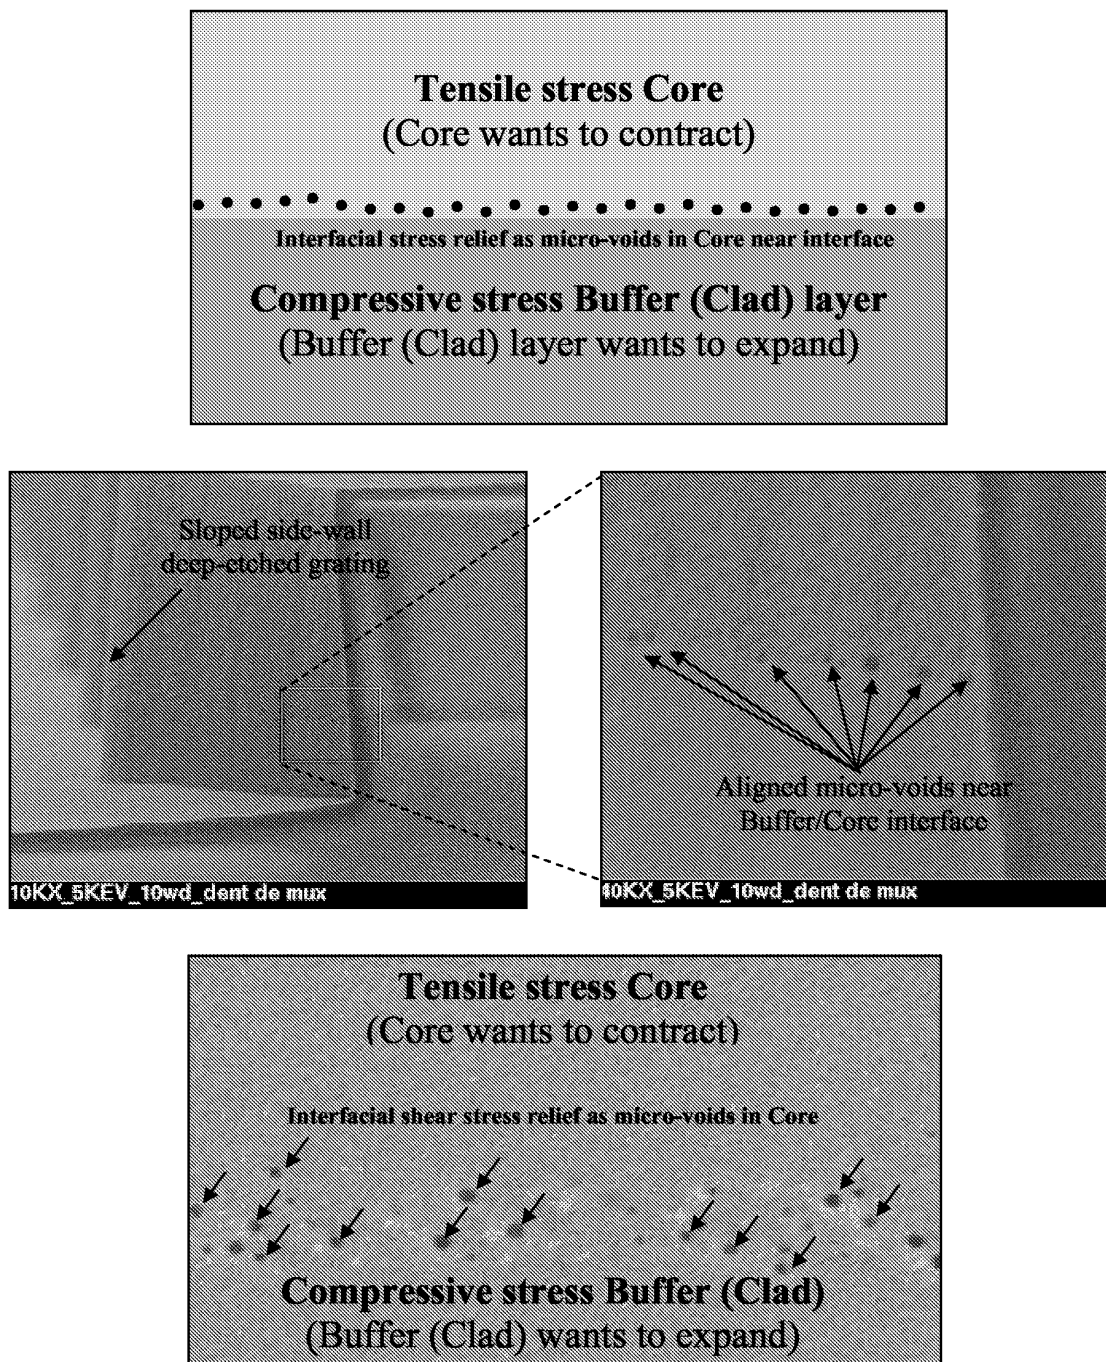 Tensile stress Core
(Core wants to contract)
Interfacial stress relief as micro-voids in Core near interface
Compressive stress Buffer (Clad) layer
(Buffer (Clad) layer wants to expand)
Sloped side-wall
deep-etched grating
10KX_5KEV_10wd_dent de mux
Aligned micro-voids near
Buffer/Core interface
40KX_5KEV_10wd_dent de mux
Tensile stress Core
(Core wants to contract)
Interfacial shear stress relief as micro-voids in Core
Compressive stress Buffer (Clad)
(Buffer (Clad) wants to expand)